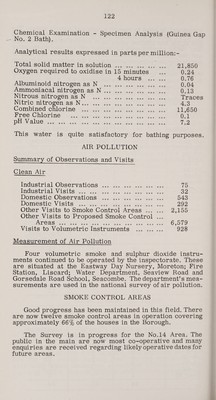 122
Chemical Examination - Specimen Analysis (Guinea Gap
No. 2 Bath).
Analytical results expressed in parts per million:-
Total solid matter in solution ... ... ... ... 21,850
Oxygen required to oxidise in 15 minutes ... 0.24
4 hours ... ... 0.76
Albuminoid nitrogen as N ... ... ... ... ... 0.04
Ammoniacal nitrogen as N ... ... ... ... ... 0.13
Nitrous nitrogen as N ... ... ... ... ... Traces
Nitric nitrogen as N ... ... ... ... ... ... 4.3
Combined chlorine ... ... ... ... ... ... 11,650
Free Chlorine ... ... ... ... ... ... ... 0.1
pH Value ... ... ... ... ... ... ... ... 7.2
This water is quite satisfactory for bathing purposes.
AIR POLLUTION
Summary of Observations and Visits
Clean Air
Industrial Observations ... ... ... ... ... 75
Industrial Visits ... ... ... ... ... ... 32
Domestic Observations ... ... ... ... ... 543
Domestic Visits ... ... ... ... ... ... 292
Other Visits to Smoke Control Areas ... ... 2,155
Other Visits to Proposed Smoke Control ...
Areas ... ... ... ... ... ... ... ... 6,579
Visits to Volumetric Instruments ... ... 928
Measurement of Air Pollution
Four volumetric smoke and sulphur dioxide instru-
ments continued to be operated by the inspectorate. These
are situated at the Eastway Day Nursery, Moreton; Fire
Station, Liscard; Water Department, Seaview Road and
Gorsedale Road School, Seacombe. The department's mea-
surements are used in the national survey of air pollution.
SMOKE CONTROL AREAS
Good progress has been maintained in this field. There
are now twelve smoke control areas in operation covering
approximately 66% of the houses in the Borough.
The Survey is in progress for the No.14 Area. The
public in the main are now most co-operative and many
enquiries are received regarding likely operative dates for
future areas.